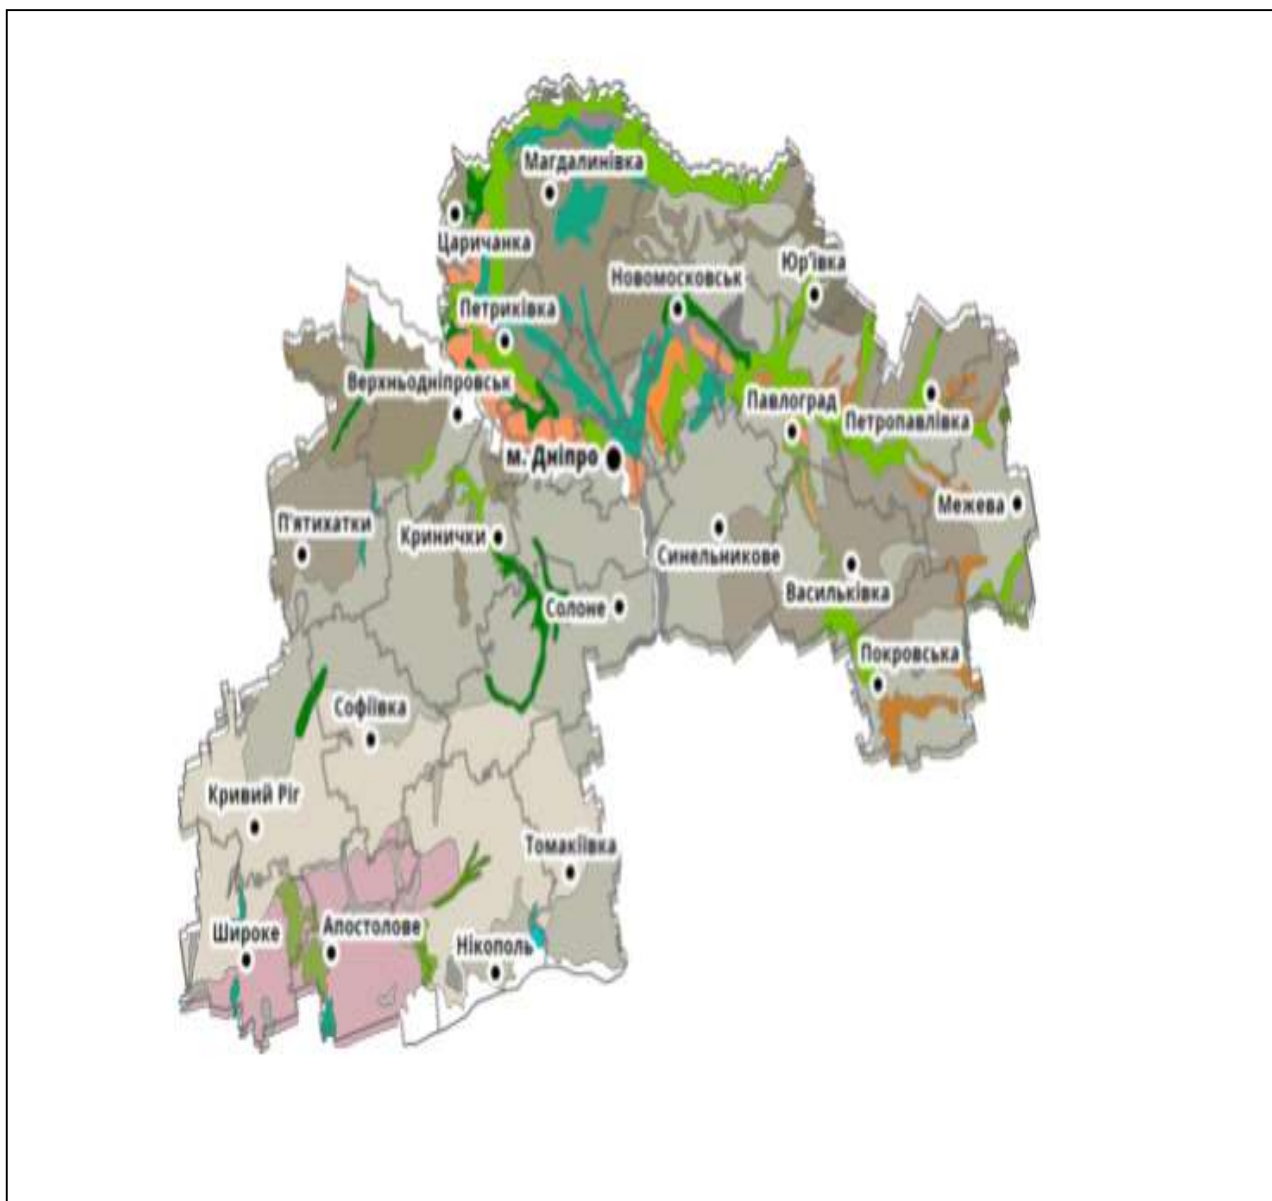 Магдалинівка
Царичанка
Юр'ївка
Новомосковськ
Петриківка
Верхньодніпровськ
Павлоград
Петропавлівка
м. Дніпро
Межева
П'ятихатки
Кринички
Синельникове
Васильківка
Солоне
Покровська
Софіївка
Кривий Ріг
Томакіївка
Апостолове
Широке
Нікополь